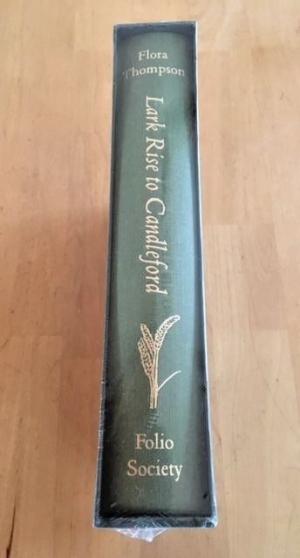 Flora
Thompson
Lark Rise to Candleford
Folio
Society